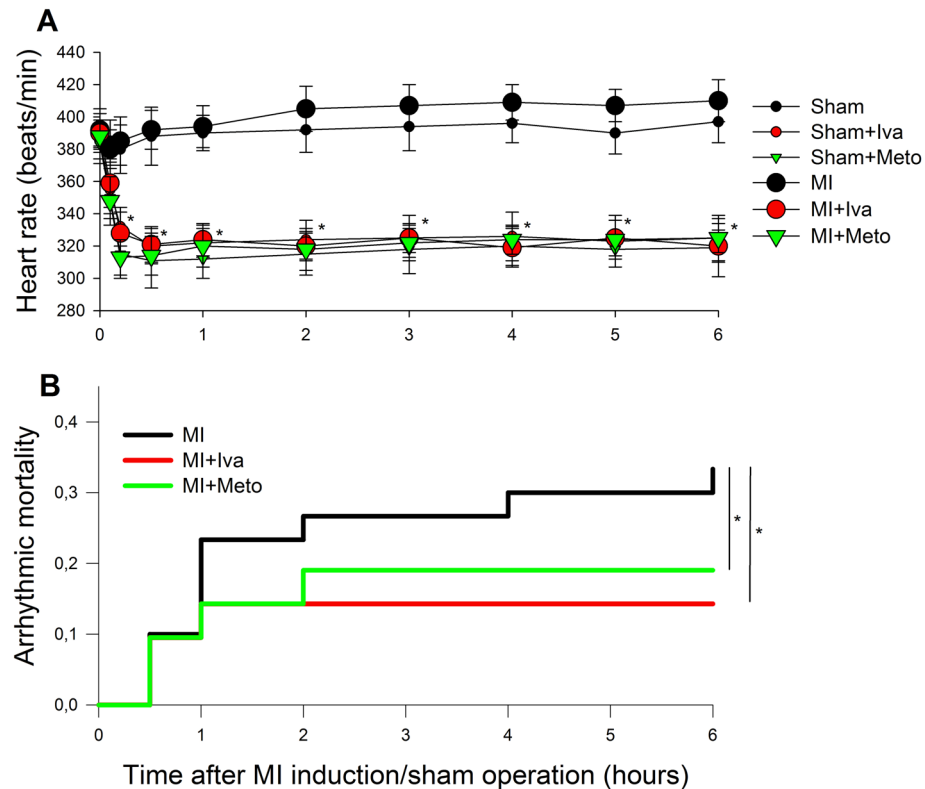 A
Heart rate (beats/min)
440
420
400
380
360
340
320
300
280
* * * * * * * *
0 1 2 3 4 5 6
Sham
Sham+Iva
Sham+Meto
MI
MI+Iva
MI+Meto
B
Arrhythmic mortality
0,4
0,3
0,2
0,1
0,0
MI
MI+Iva
MI+Meto
*
*
0 1 2 3 4 5 6
Time after MI induction/sham operation (hours)